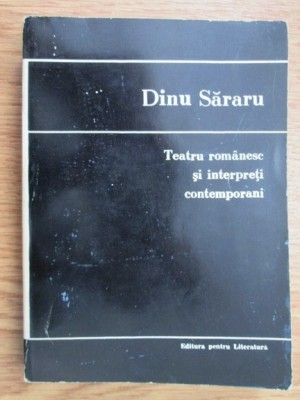 Dinu Săraru
Teatru românesc
și interpreți
contemporani
Editura pentru Literatură